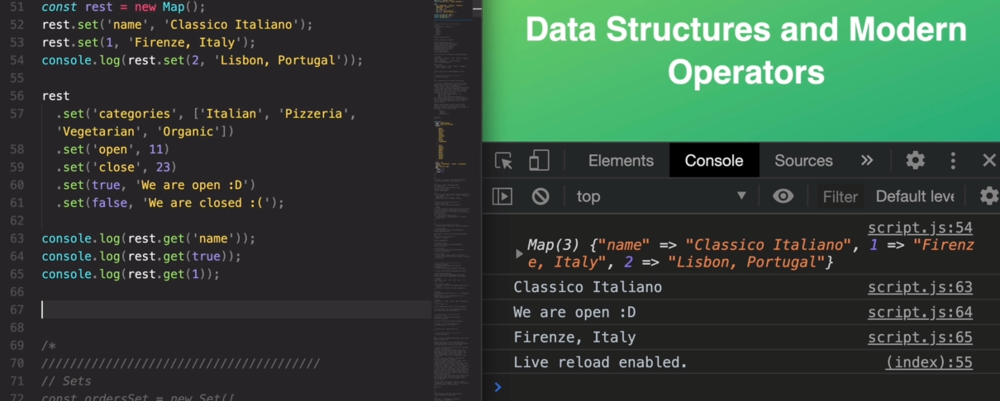 51 const rest = new Map();
52 rest.set('name', 'Classico Italiano');
53 rest.set(1, 'Firenze, Italy');
54 console.log(rest.set(2, 'Lisbon, Portugal'));
55
56 rest
57 .set('categories', ['Italian', 'Pizzeria',
'Vegetarian', 'Organic'])
58 .set('open', 11)
59 .set('close', 23)
60 .set(true, 'We are open :D')
61 .set(false, 'We are closed :(');
62
63 console.log(rest.get('name'));
64 console.log(rest.get(true));
65 console.log(rest.get(1));
66
67
68
69 /*
70 ///////////////////////////////////////
71 // Sets
72 const ordersSet = new Set([
Data Structures and Modern
Operators
Elements Console Sources »
top Filter Default leve
script.js:54
Map(3) {"name" => "Classico Italiano", 1 => "Firenz
e, Italy", 2 => "Lisbon, Portugal"}
Classico Italiano script.js:63
We are open :D script.js:64
Firenze, Italy script.js:65
Live reload enabled. (index):55